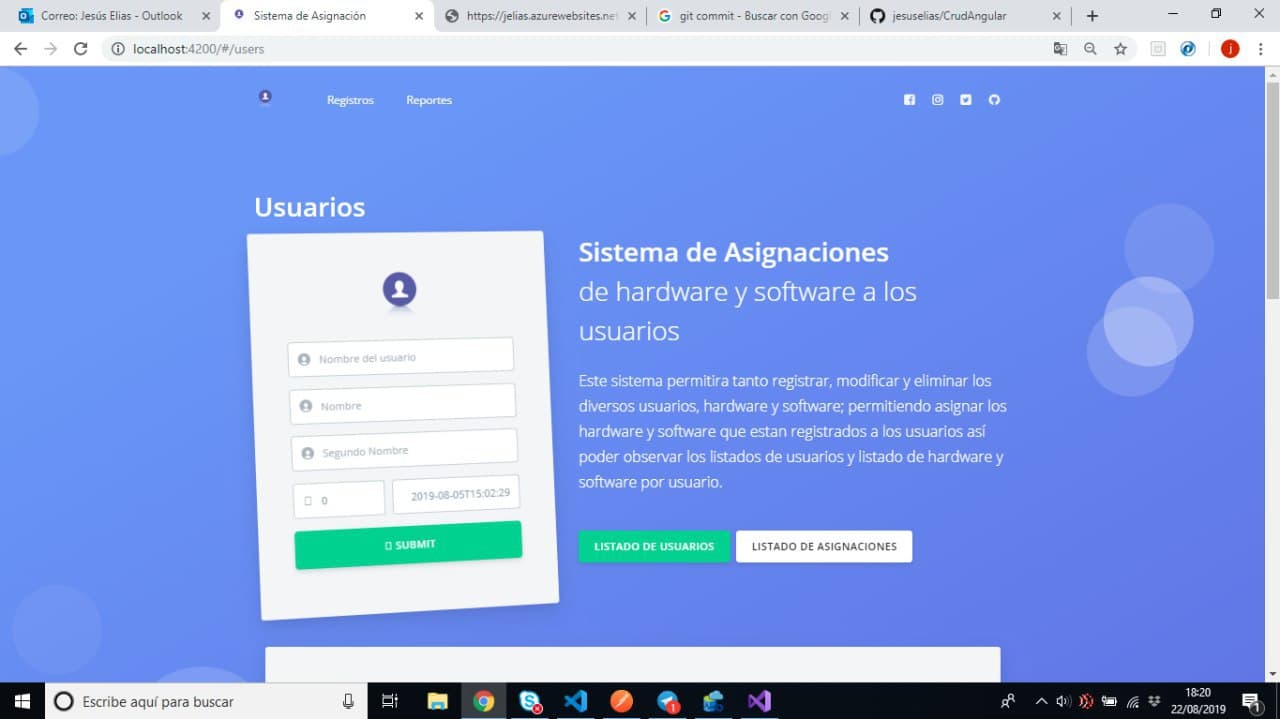 Correo: Jesús Elias - Outlook
Sistema de Asignación
https://jelias.azurewebsites.net
git commit - Buscar con Googl
jesuselias/CrudAngular
localhost:4200/#/users
j
Registros
Reportes
Usuarios
Nombre del usuario
Nombre
Segundo Nombre
0
2019-08-05T15:02:29
SUBMIT
Sistema de Asignaciones
de hardware y software a los
usuarios
Este sistema permitira tanto registrar, modificar y eliminar los
diversos usuarios, hardware y software; permitiendo asignar los
hardware y software que estan registrados a los usuarios así
poder observar los listados de usuarios y listado de hardware y
software por usuario.
LISTADO DE USUARIOS
LISTADO DE ASIGNACIONES
Escribe aquí para buscar
1
18:20
22/08/2019
1